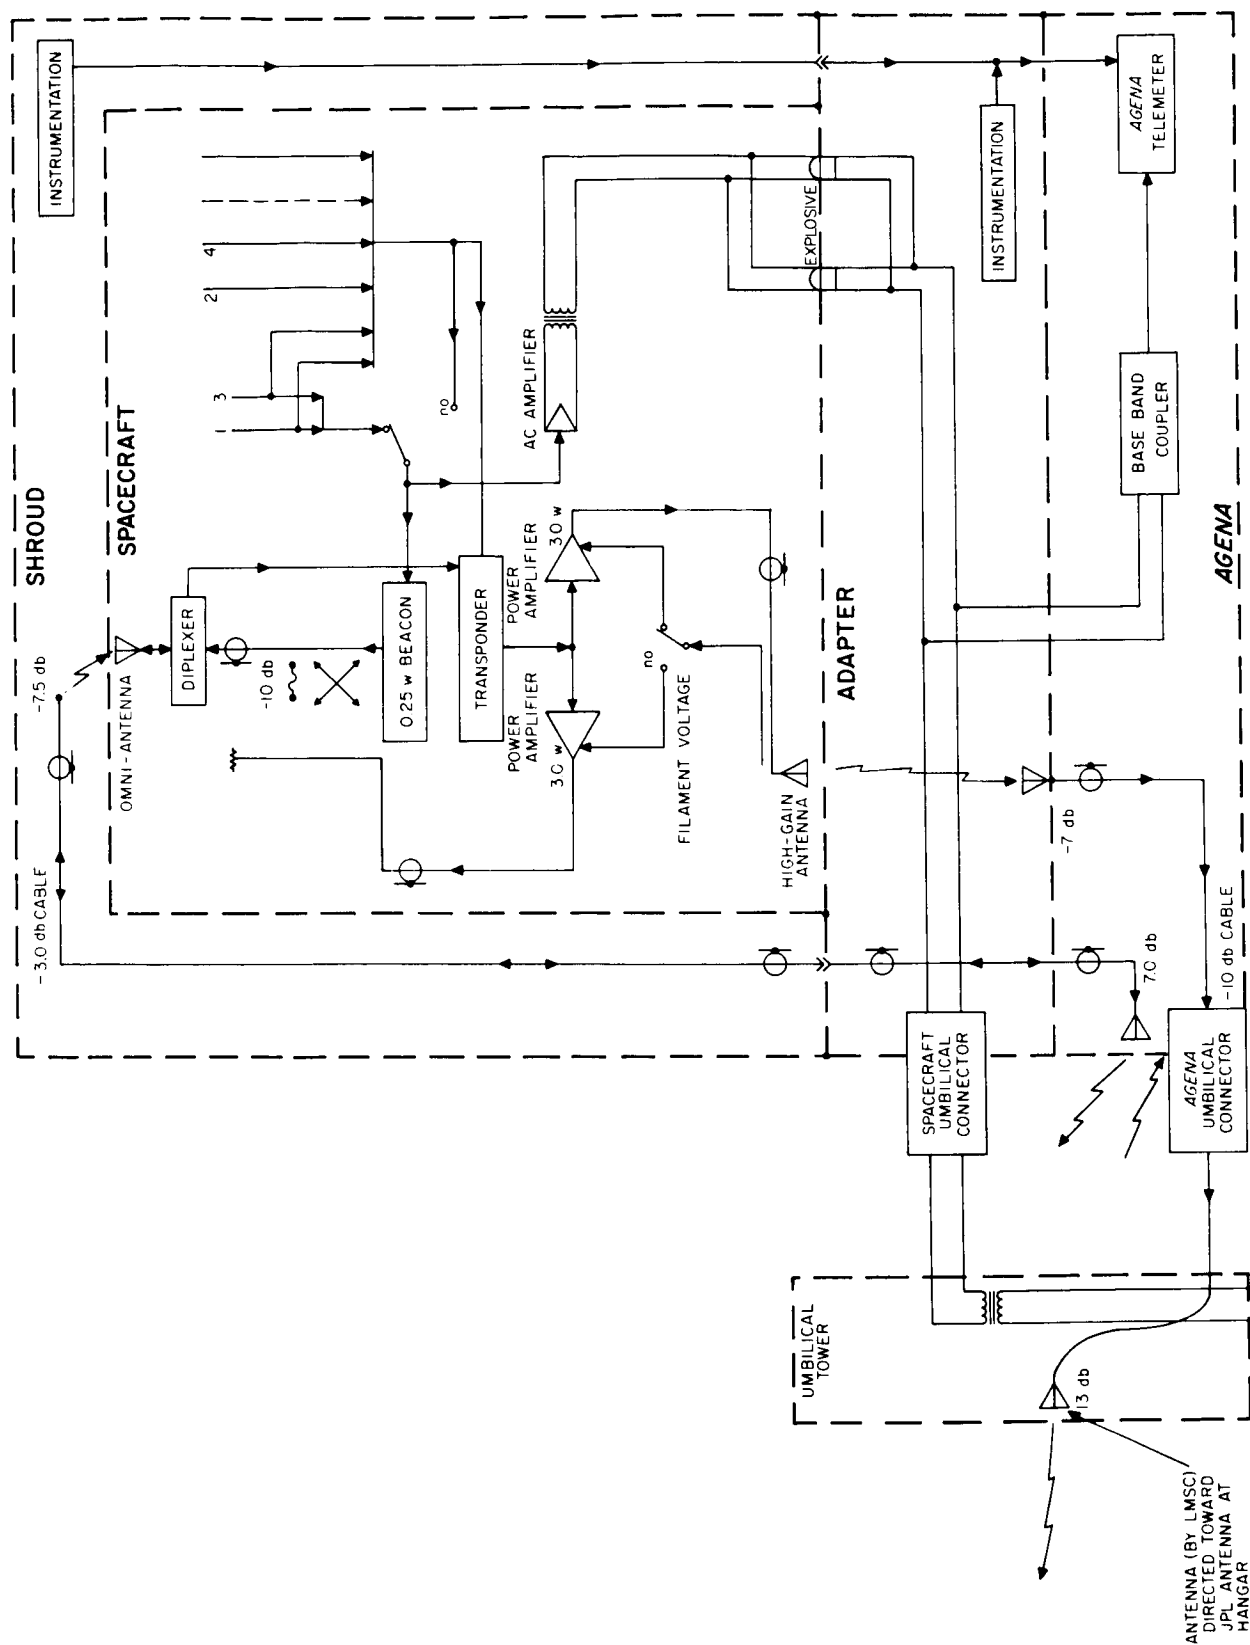 SHROUD
INSTRUMENTATION
SPACECRAFT
-7.5 db
-3.0 db CABLE
OMNI-ANTENNA
DIPLEXER
-10 db
0.25 w BEACON
TRANSPONDER
POWER
AMPLIFIER
3.0 w
POWER
AMPLIFIER
3.0 w
no
FILAMENT VOLTAGE
HIGH-GAIN
ANTENNA
1
3
2
4
no
AC AMPLIFIER
EXPLOSIVE
ADAPTER
INSTRUMENTATION
AGENA
TELEMETER
BASE BAND
COUPLER
AGENA
-7 db
7.0 db
-10 db CABLE
SPACECRAFT
UMBILICAL
CONNECTOR
AGENA
UMBILICAL
CONNECTOR
UMBILICAL
TOWER
13 db
ANTENNA (BY LMSC)
DIRECTED TOWARD
JPL ANTENNA AT
HANGAR